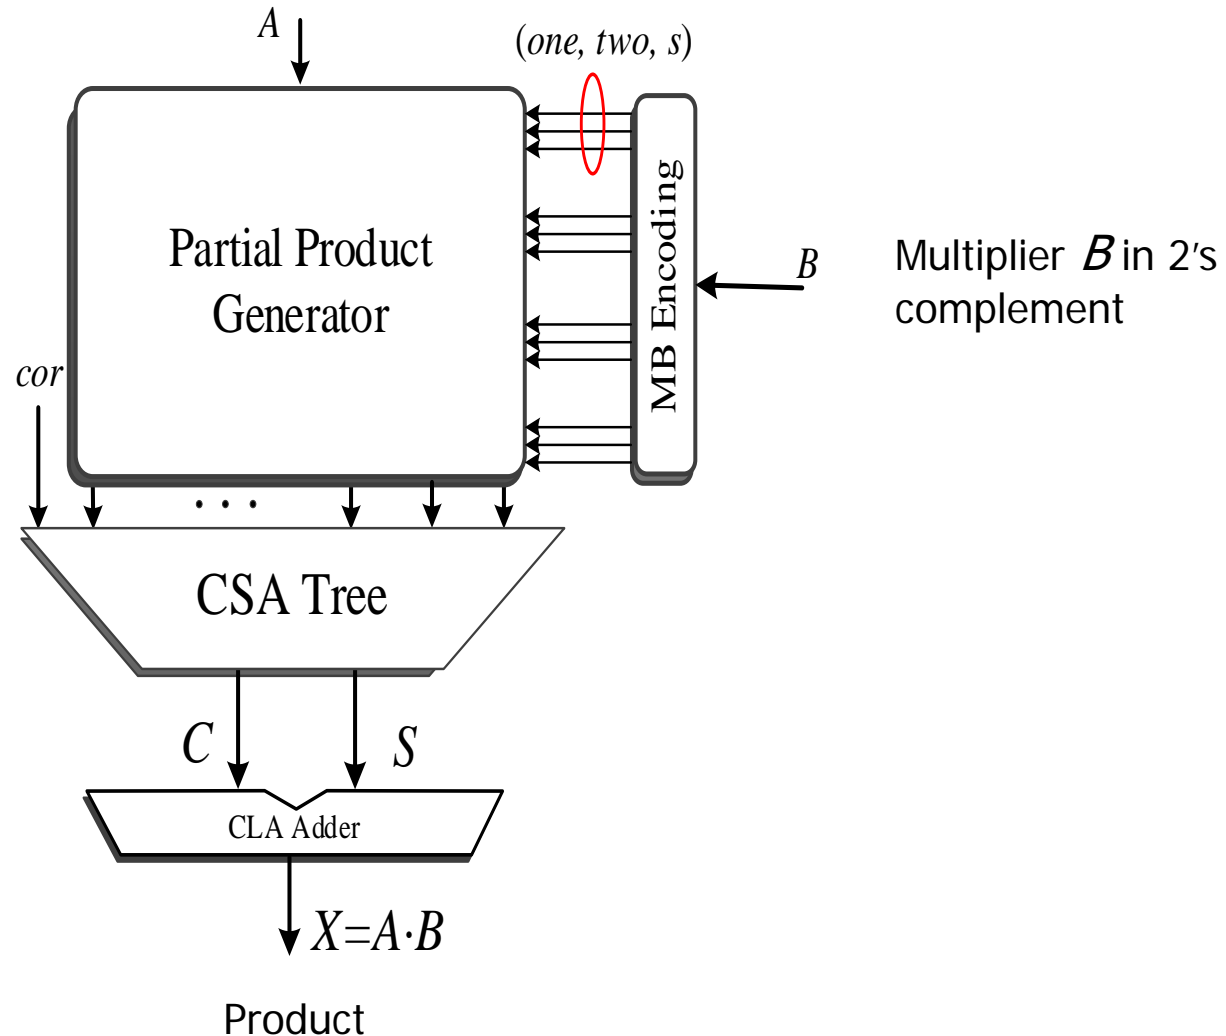 A
(one, two, s)
Partial Product
Generator
MB Encoding
B
Multiplier B in 2's
complement
cor
. . .
CSA Tree
C
S
CLA Adder
X=A·B
Product